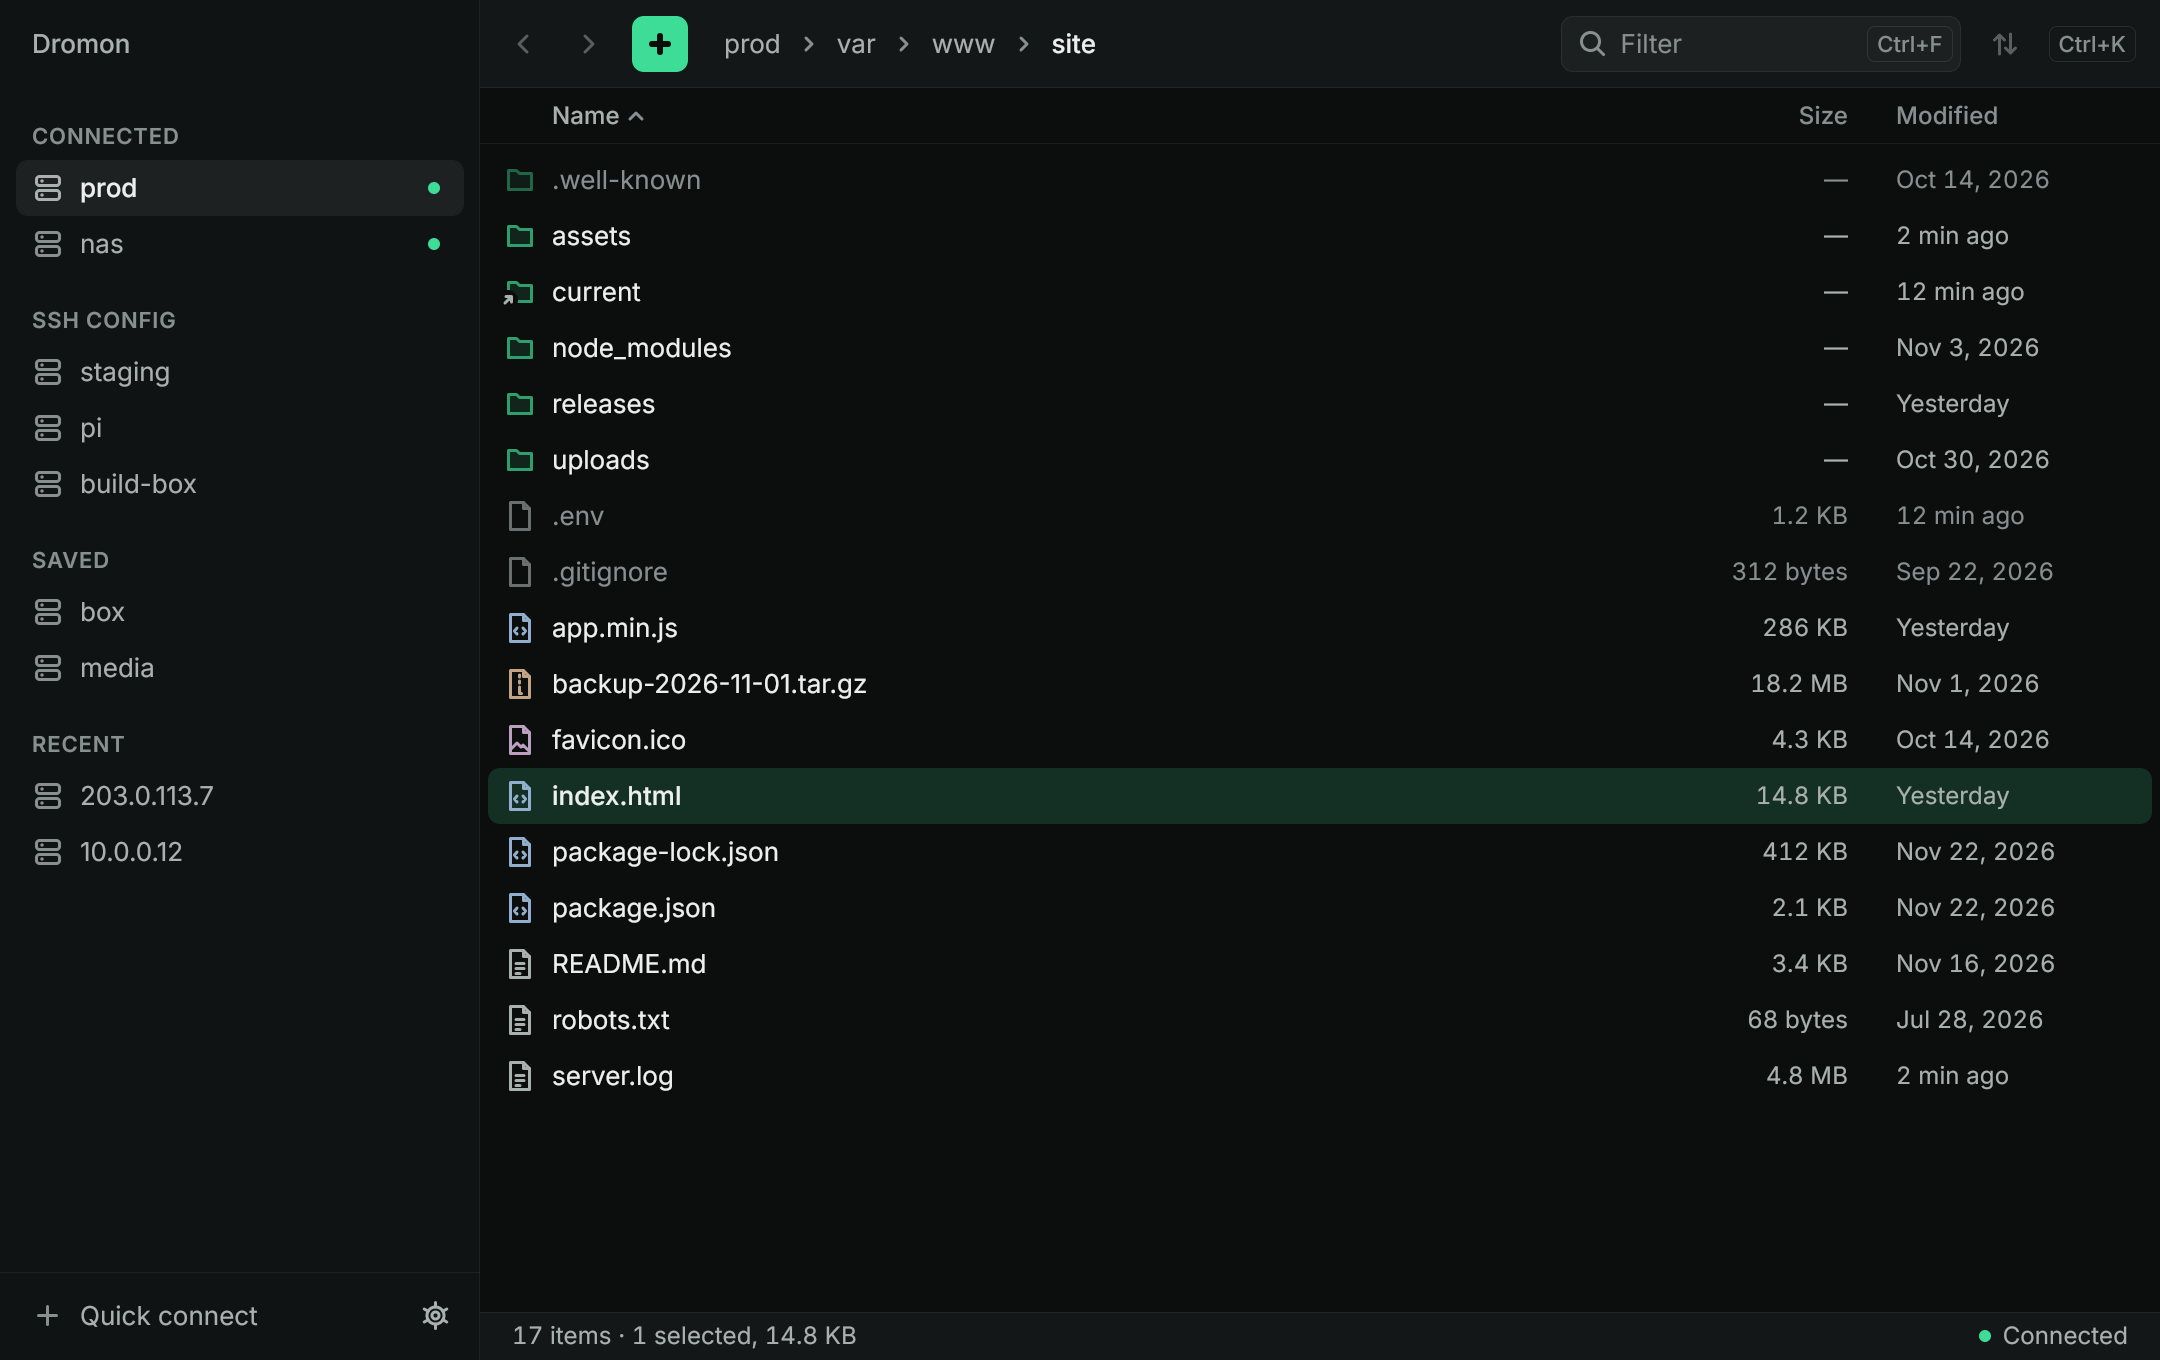 Dromon
CONNECTED
prod
nas
SSH CONFIG
staging
pi
build-box
SAVED
box
media
RECENT
203.0.113.7
10.0.0.12
Quick connect
prod var www site
Filter Ctrl+F Ctrl+K
Name Size Modified
.well-known — Oct 14, 2026
assets — 2 min ago
current — 12 min ago
node_modules — Nov 3, 2026
releases — Yesterday
uploads — Oct 30, 2026
.env 1.2 KB 12 min ago
.gitignore 312 bytes Sep 22, 2026
app.min.js 286 KB Yesterday
backup-2026-11-01.tar.gz 18.2 MB Nov 1, 2026
favicon.ico 4.3 KB Oct 14, 2026
index.html 14.8 KB Yesterday
package-lock.json 412 KB Nov 22, 2026
package.json 2.1 KB Nov 22, 2026
README.md 3.4 KB Nov 16, 2026
robots.txt 68 bytes Jul 28, 2026
server.log 4.8 MB 2 min ago
17 items · 1 selected, 14.8 KB Connected